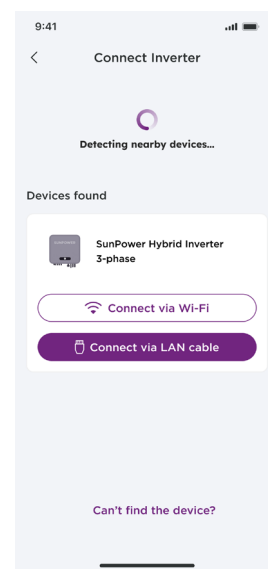 9:41
Connect Inverter
Detecting nearby devices...
Devices found
SUNPOWER
SunPower Hybrid Inverter
3-phase
Connect via Wi-Fi
Connect via LAN cable
Can't find the device?